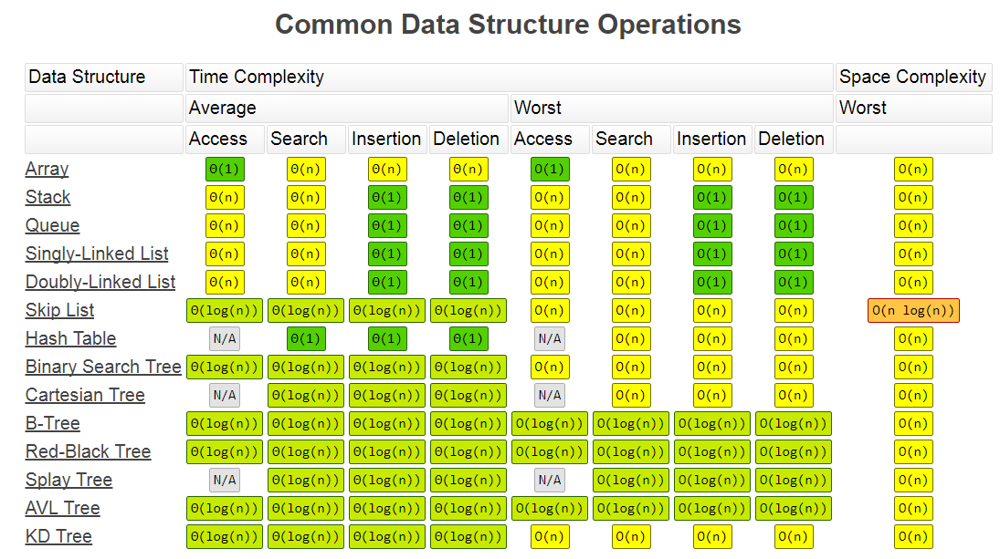 Common Data Structure Operations
Data Structure Time Complexity Space Complexity
Average Worst Worst
Access Search Insertion Deletion Access Search Insertion Deletion
Array Θ(1) Θ(n) Θ(n) Θ(n) O(1) O(n) O(n) O(n) O(n)
Stack Θ(n) Θ(n) Θ(1) Θ(1) O(n) O(n) O(1) O(1) O(n)
Queue Θ(n) Θ(n) Θ(1) Θ(1) O(n) O(n) O(1) O(1) O(n)
Singly-Linked List Θ(n) Θ(n) Θ(1) Θ(1) O(n) O(n) O(1) O(1) O(n)
Doubly-Linked List Θ(n) Θ(n) Θ(1) Θ(1) O(n) O(n) O(1) O(1) O(n)
Skip List Θ(log(n)) Θ(log(n)) Θ(log(n)) Θ(log(n)) O(n) O(n) O(n) O(n) O(n log(n))
Hash Table N/A Θ(1) Θ(1) Θ(1) N/A O(n) O(n) O(n) O(n)
Binary Search Tree Θ(log(n)) Θ(log(n)) Θ(log(n)) Θ(log(n)) O(n) O(n) O(n) O(n) O(n)
Cartesian Tree N/A Θ(log(n)) Θ(log(n)) Θ(log(n)) N/A O(n) O(n) O(n) O(n)
B-Tree Θ(log(n)) Θ(log(n)) Θ(log(n)) Θ(log(n)) O(log(n)) O(log(n)) O(log(n)) O(log(n)) O(n)
Red-Black Tree Θ(log(n)) Θ(log(n)) Θ(log(n)) Θ(log(n)) O(log(n)) O(log(n)) O(log(n)) O(log(n)) O(n)
Splay Tree N/A Θ(log(n)) Θ(log(n)) Θ(log(n)) N/A O(log(n)) O(log(n)) O(log(n)) O(n)
AVL Tree Θ(log(n)) Θ(log(n)) Θ(log(n)) Θ(log(n)) O(log(n)) O(log(n)) O(log(n)) O(log(n)) O(n)
KD Tree Θ(log(n)) Θ(log(n)) Θ(log(n)) Θ(log(n)) O(n) O(n) O(n) O(n) O(n)